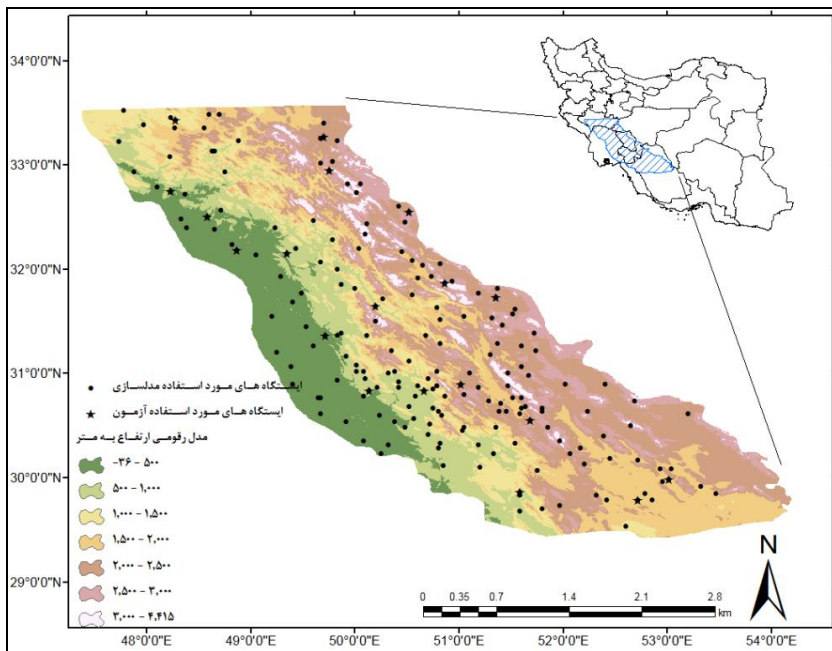 34°0'0"N
33°0'0"N
32°0'0"N
31°0'0"N
30°0'0"N
29°0'0"N
ایستگاه های مورد استفاده مدلسازی
ایستگاه های مورد استفاده آزمون
مدل رقومی ارتفاع به متر
-۳۶ - ۵۰۰
۵۰۰ - ۱,۰۰۰
۱,۰۰۰ - ۱,۵۰۰
۱,۵۰۰ - ۲,۰۰۰
۲,۰۰۰ - ۲,۵۰۰
۲,۵۰۰ - ۳,۰۰۰
۳,۰۰۰ - ۴,۴۱۵
N
0 0.35 0.7 1.4 2.1 2.8
km
48°0'0"E 49°0'0"E 50°0'0"E 51°0'0"E 52°0'0"E 53°0'0"E 54°0'0"E